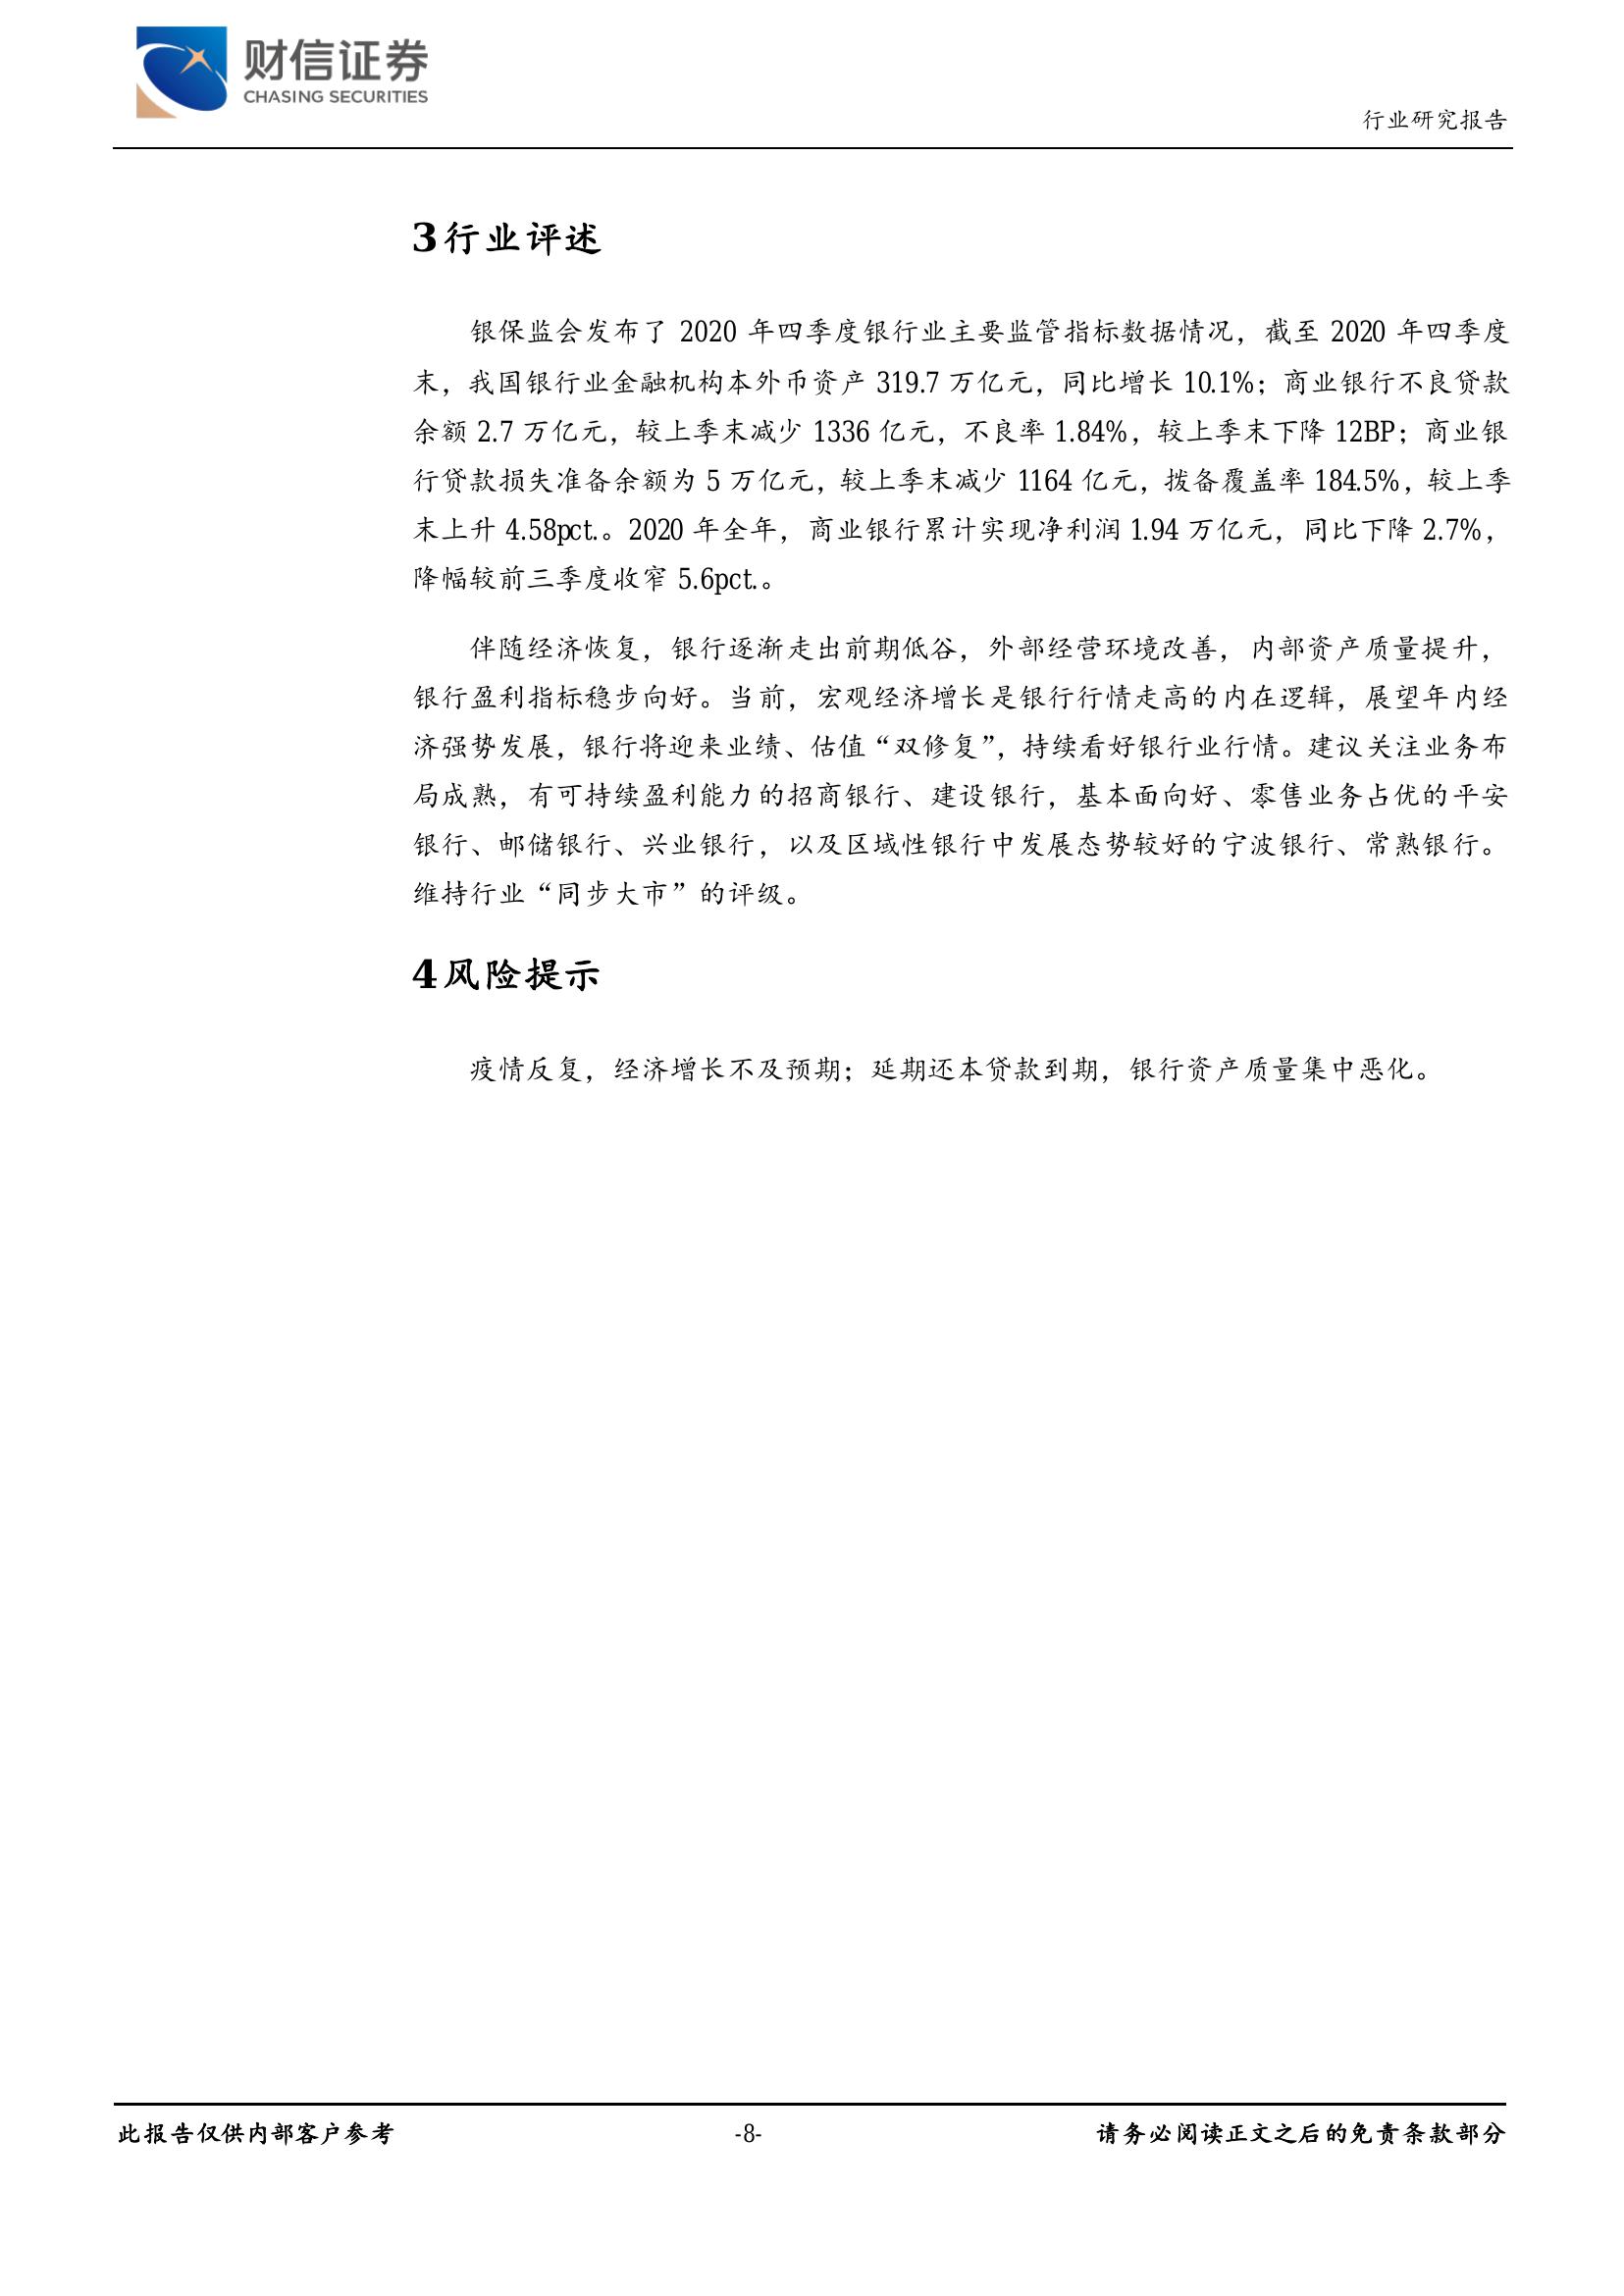 财信证券
CHASING SECURITIES
行业研究报告
3 行业评述
银保监会发布了 2020 年四季度银行业主要监管指标数据情况，截至 2020 年四季度
末，我国银行业金融机构本外币资产 319.7 万亿元，同比增长 10.1%；商业银行不良贷款
余额 2.7 万亿元，较上季末减少 1336 亿元，不良率 1.84%，较上季末下降 12BP；商业银
行贷款损失准备余额为 5 万亿元，较上季末减少 1164 亿元，拨备覆盖率 184.5%，较上季
末上升 4.58pct.。2020 年全年，商业银行累计实现净利润 1.94 万亿元，同比下降 2.7%，
降幅较前三季度收窄 5.6pct.。
伴随经济恢复，银行逐渐走出前期低谷，外部经营环境改善，内部资产质量提升，
银行盈利指标稳步向好。当前，宏观经济增长是银行行情走高的内在逻辑，展望年内经
济强势发展，银行将迎来业绩、估值“双修复”，持续看好银行业行情。建议关注业务布
局成熟，有可持续盈利能力的招商银行、建设银行，基本面向好、零售业务占优的平安
银行、邮储银行、兴业银行，以及区域性银行中发展态势较好的宁波银行、常熟银行。
维持行业“同步大市”的评级。
4 风险提示
疫情反复，经济增长不及预期；延期还本贷款到期，银行资产质量集中恶化。
此报告仅供内部客户参考
-8-
请务必阅读正文之后的免责条款部分